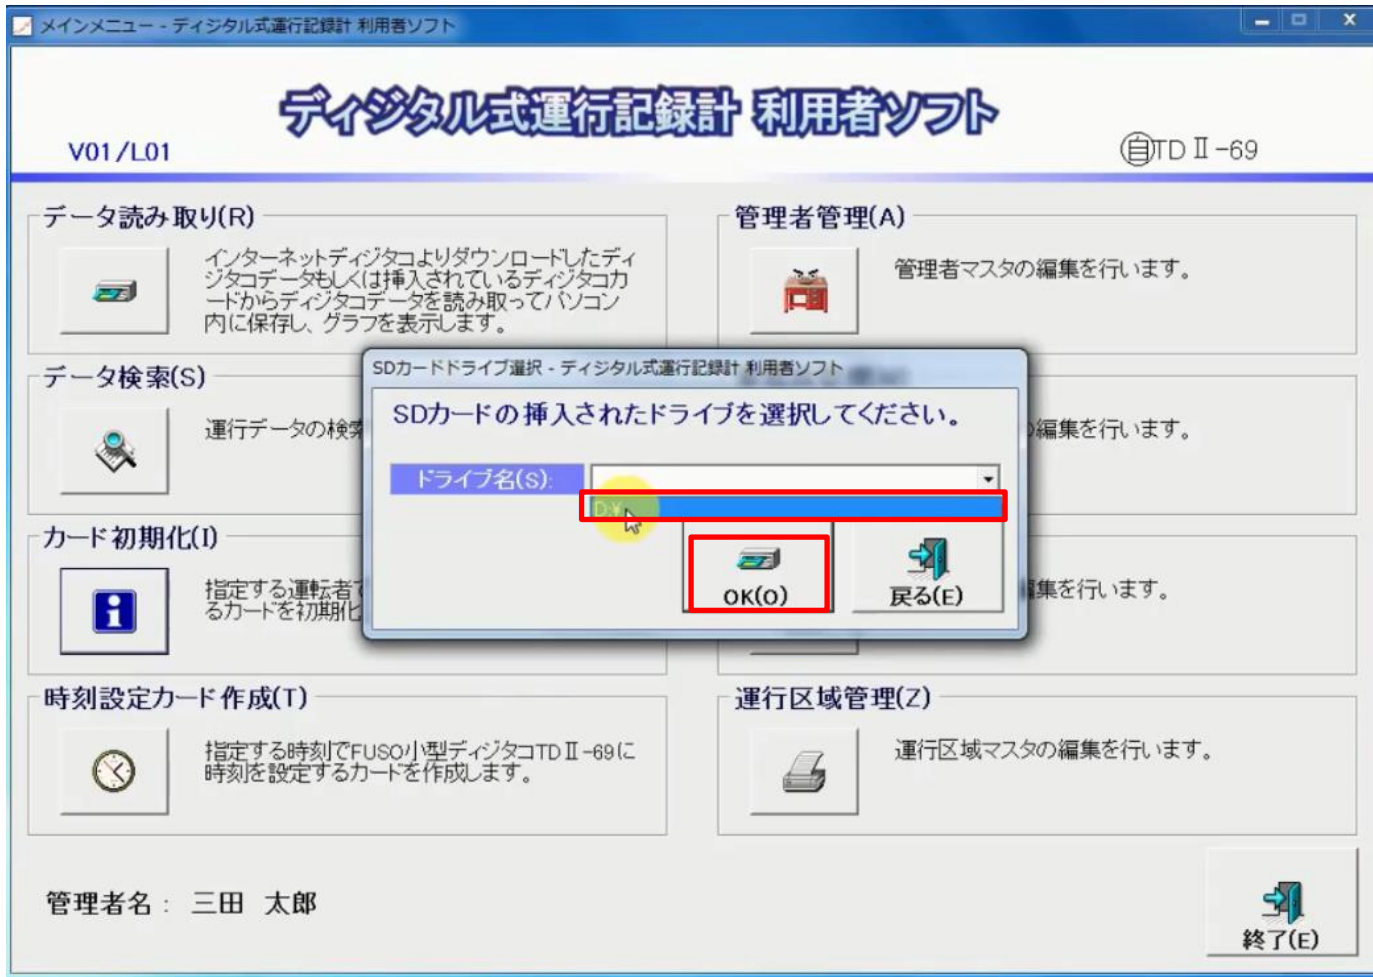 メインメニュー - ディジタル式運行記録計 利用者ソフト
ディジタル式運行記録計 利用者ソフト
V01/L01
自TDⅡ-69
データ読み取り(R)
インターネットディジタコよりダウンロードしたディ
ジタコデータもしくは挿入されているディジタコカ
ードからディジタコデータを読み取ってパソコン
内に保存し、グラフを表示します。
管理者管理(A)
管理者マスタの編集を行います。
データ検索(S)
運行データの検索
の編集を行います。
SDカードドライブ選択 - ディジタル式運行記録計 利用者ソフト
SDカードの挿入されたドライブを選択してください。
ドライブ名(S):
D:¥
OK(O)
戻る(E)
カード初期化(I)
指定する運転者で
るカードを初期化
編集を行います。
時刻設定カード作成(T)
指定する時刻でFUSO小型ディジタコTDⅡ-69に
時刻を設定するカードを作成します。
運行区域管理(Z)
運行区域マスタの編集を行います。
管理者名 : 三田 太郎
終了(E)